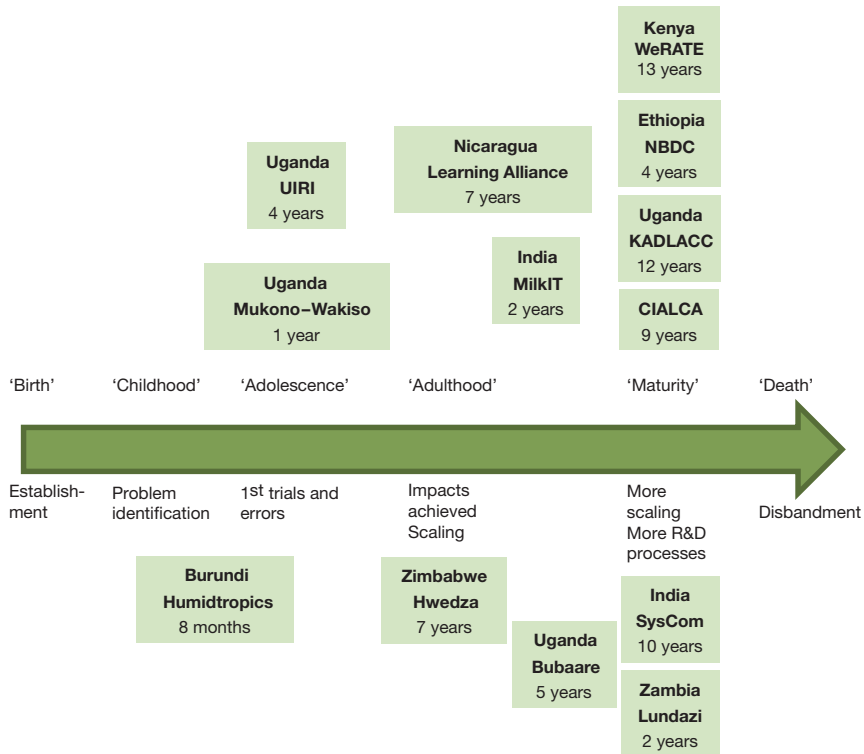 Kenya
WeRATE
13 years
Ethiopia
NBDC
4 years
Uganda
UIRI
4 years
Nicaragua
Learning Alliance
7 years
Uganda
KADLACC
12 years
India
MilkIT
2 years
Uganda
Mukono–Wakiso
1 year
CIALCA
9 years
‘Birth’
‘Childhood’
‘Adolescence’
‘Adulthood’
‘Maturity’
‘Death’
Establish-
ment
Problem
identification
1st trials and
errors
Impacts
achieved
Scaling
More
scaling
More R&D
processes
Disbandment
Burundi
Humidtropics
8 months
Zimbabwe
Hwedza
7 years
Uganda
Bubaare
5 years
India
SysCom
10 years
Zambia
Lundazi
2 years